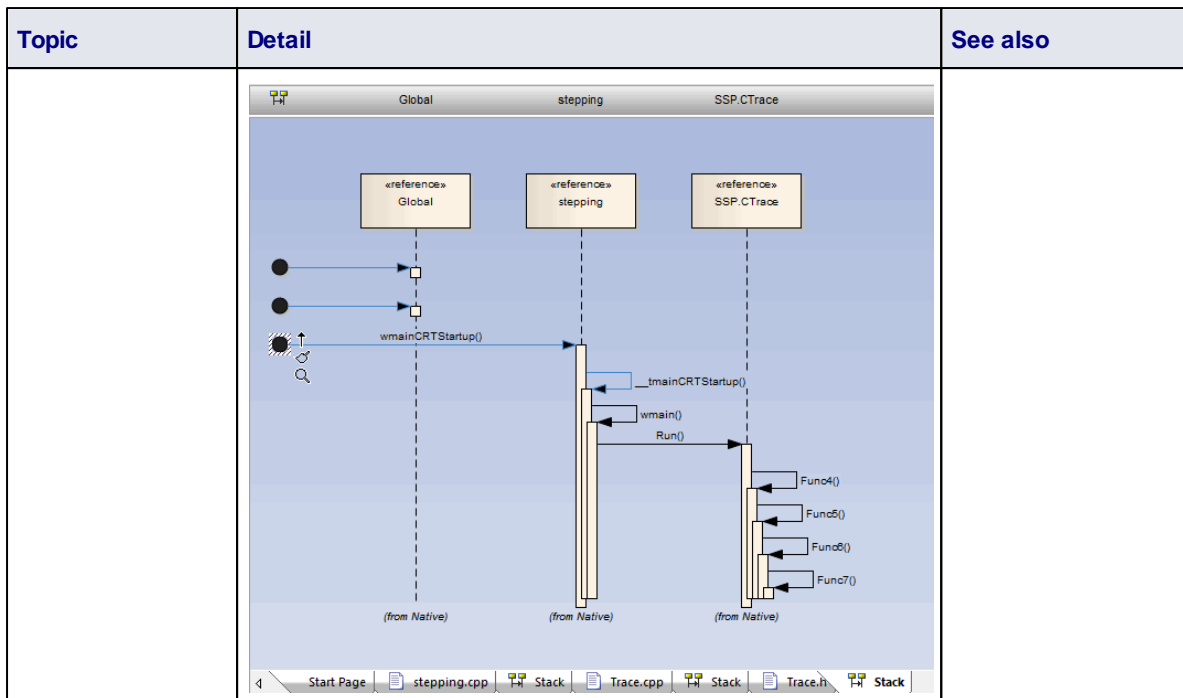 Topic
Detail
See also
Global
stepping
SSP.CTrace
«reference»
Global
«reference»
stepping
«reference»
SSP.CTrace
wmainCRTStartup()
__tmainCRTStartup()
wmain()
Run()
Func4()
Func5()
Func6()
Func7()
(from Native)
(from Native)
(from Native)
Start Page
stepping.cpp
Stack
Trace.cpp
Stack
Trace.h
Stack